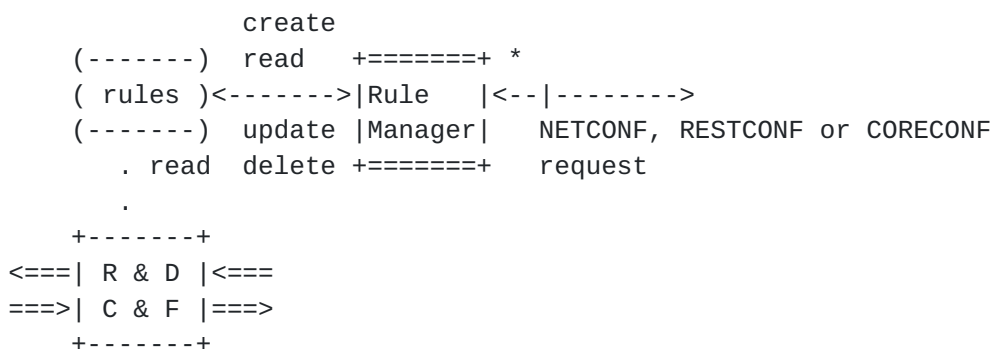 create
    (-------)  read   +=======+ *
    ( rules )<------->|Rule   |<--|-------->
    (-------)  update |Manager|   NETCONF, RESTCONF or CORECONF
       . read  delete +=======+   request
       .
    +-------+
<===| R & D |<===
===>| C & F |===>
    +-------+